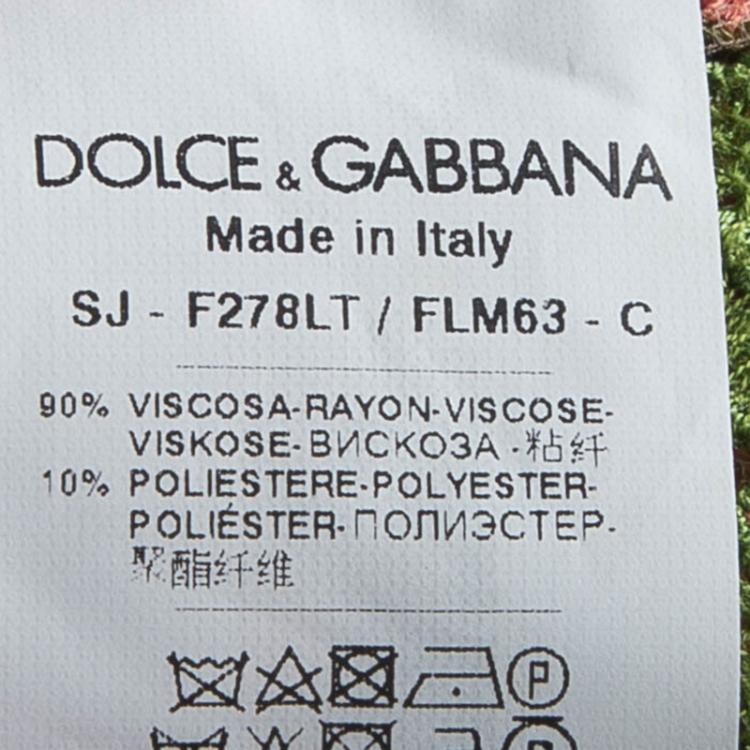 DOLCE & GABBANA
Made in Italy
SJ - F278LT / FLM63 - C
90% VISCOSA-RAYON-VISCOSE-
VISKOSE-ВИСКОЗА-粘纤
10% POLIESTERE-POLYESTER-
POLIÉSTER-ПОЛИЭСТЕР-
聚酯纤维
P